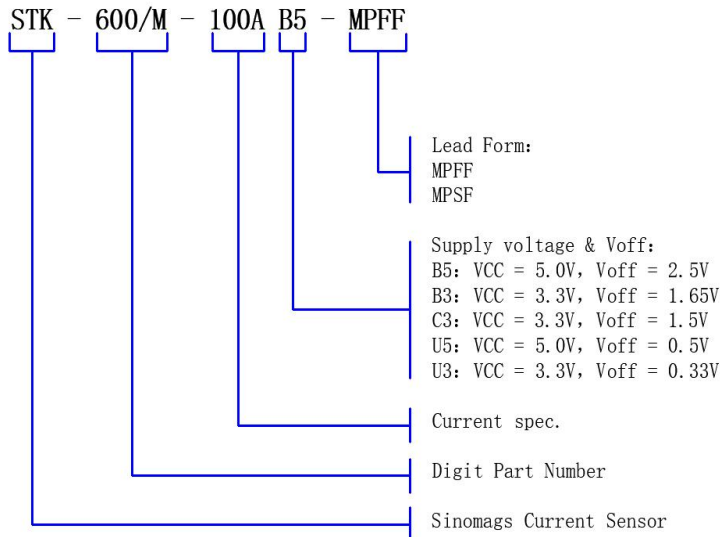 STK - 600/M - 100A B5 - MPFF
Lead Form:
MPFF
MPSF
Supply voltage & Voff:
B5: VCC = 5.0V, Voff = 2.5V
B3: VCC = 3.3V, Voff = 1.65V
C3: VCC = 3.3V, Voff = 1.5V
U5: VCC = 5.0V, Voff = 0.5V
U3: VCC = 3.3V, Voff = 0.33V
Current spec.
Digit Part Number
Sinomags Current Sensor